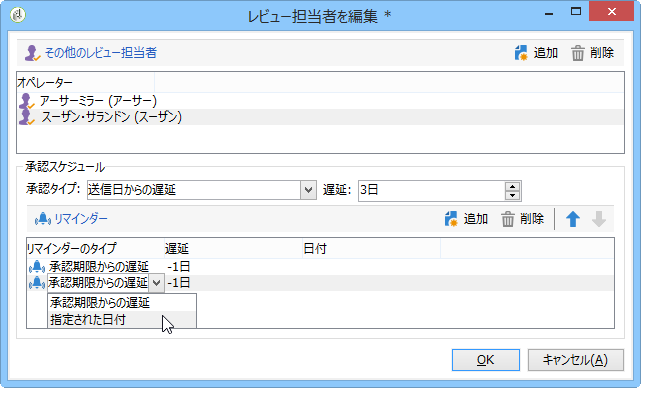 レビュー担当者を編集 *
その他のレビュー担当者 追加 削除
オペレーター
アーサーミラー (アーサー)
スーザン・サランドン (スーザン)
承認スケジュール
承認タイプ: 送信日からの遅延 遅延: 3日
リマインダー 追加 削除
リマインダーのタイプ 遅延 日付
承認期限からの遅延 -1日
承認期限からの遅延 -1日
承認期限からの遅延
指定された日付
OK キャンセル(A)